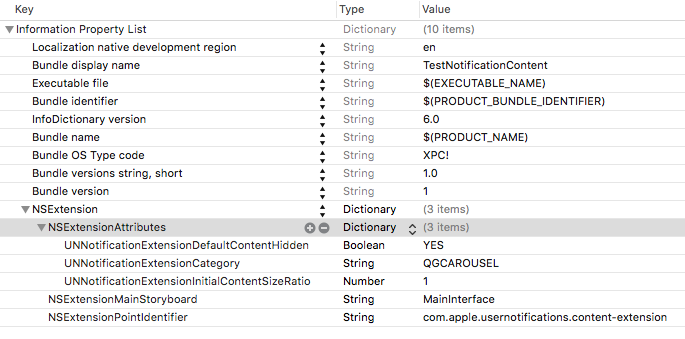 Key Type Value
Information Property List Dictionary (10 items)
Localization native development region String en
Bundle display name String TestNotificationContent
Executable file String $(EXECUTABLE_NAME)
Bundle identifier String $(PRODUCT_BUNDLE_IDENTIFIER)
InfoDictionary version String 6.0
Bundle name String $(PRODUCT_NAME)
Bundle OS Type code String XPC!
Bundle versions string, short String 1.0
Bundle version String 1
NSExtension Dictionary (3 items)
NSExtensionAttributes Dictionary (3 items)
UNNotificationExtensionDefaultContentHidden Boolean YES
UNNotificationExtensionCategory String QGCAROUSEL
UNNotificationExtensionInitialContentSizeRatio Number 1
NSExtensionMainStoryboard String MainInterface
NSExtensionPointIdentifier String com.apple.usernotifications.content-extension